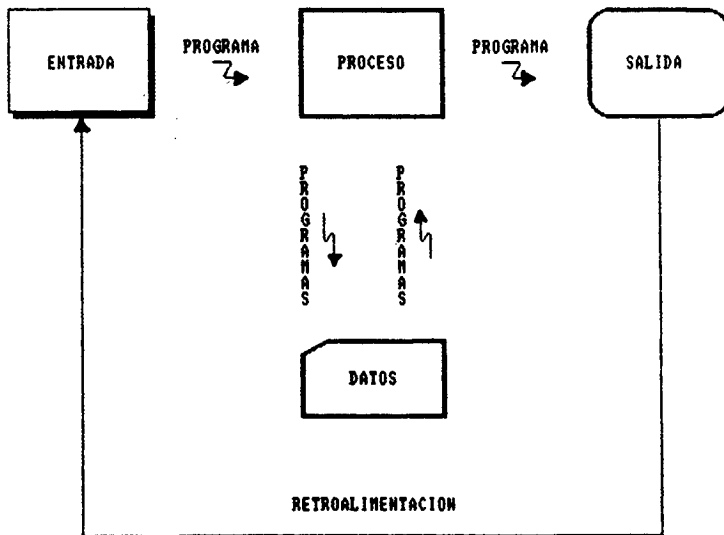 ENTRADA
PROGRAMA
PROCESO
PROGRAMA
SALIDA
PROGRAMAS
PROGRAMAS
DATOS
RETROALIMENTACION